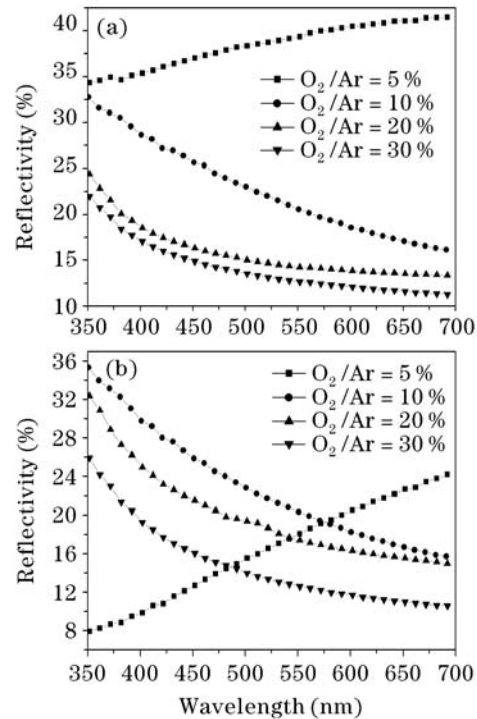 (a)
O₂/Ar = 5 %
O₂/Ar = 10 %
O₂/Ar = 20 %
O₂/Ar = 30 %
Reflectivity (%)
40
35
30
25
20
15
10
350 400 450 500 550 600 650 700
(b)
O₂/Ar = 5 %
O₂/Ar = 10 %
O₂/Ar = 20 %
O₂/Ar = 30 %
Reflectivity (%)
36
32
28
24
20
16
12
8
350 400 450 500 550 600 650 700
Wavelength (nm)